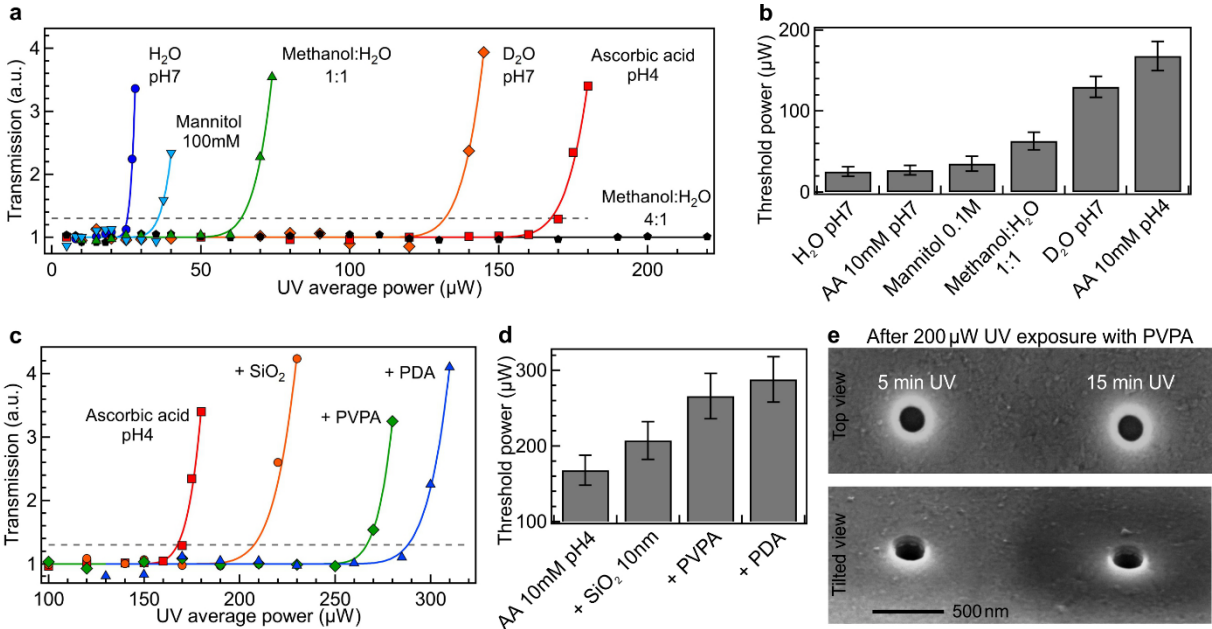 a
Transmission (a.u.)
4
3
2
1
H₂O
pH7
Mannitol
100mM
Methanol:H₂O
1:1
D₂O
pH7
Ascorbic acid
pH4
Methanol:H₂O
4:1
0
50
100
150
200
UV average power (µW)
b
Threshold power (µW)
200
100
0
H₂O pH7
AA 10mM pH7
Mannitol 0.1M
Methanol:H₂O
1:1
D₂O pH7
AA 10mM pH4
c
Transmission (a.u.)
4
3
2
1
Ascorbic acid
pH4
+ SiO₂
+ PVPA
+ PDA
100
150
200
250
300
UV average power (µW)
d
Threshold power (µW)
300
200
100
AA 10mM pH4
+ SiO₂ 10nm
+ PVPA
+ PDA
e
After 200 µW UV exposure with PVPA
Top view
5 min UV
15 min UV
Tilted view
500 nm